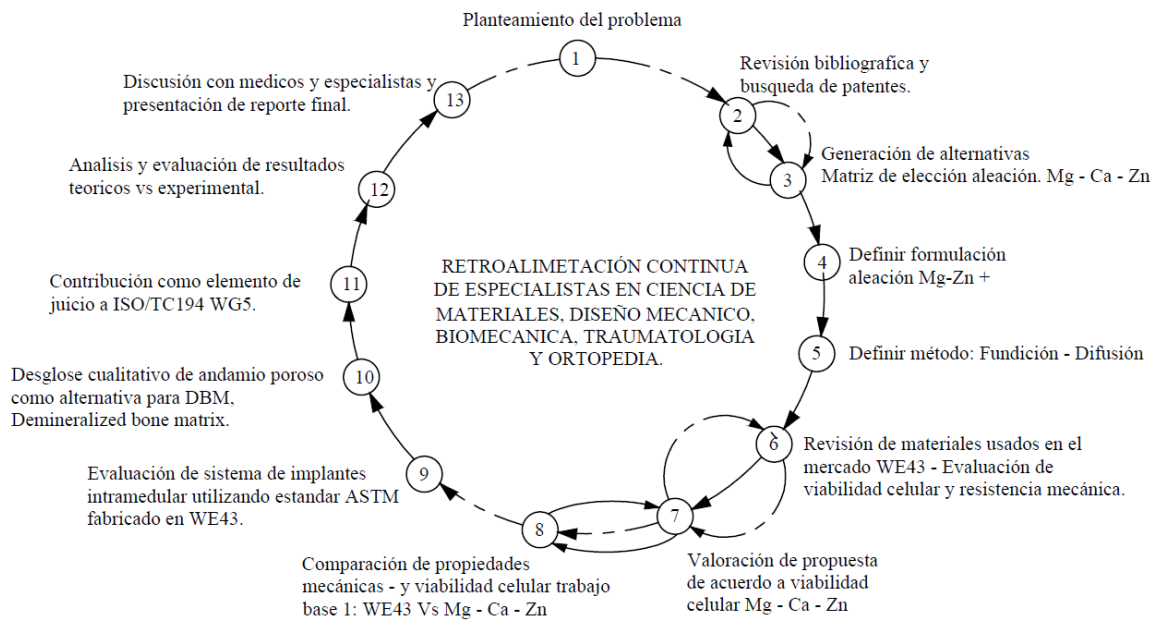 Planteamiento del problema
1
Revisión bibliografica y
busqueda de patentes.
2
Generación de alternativas
Matriz de elección aleación. Mg - Ca - Zn
3
Definir formulación
aleación Mg-Zn +
4
Definir método: Fundición - Difusión
5
Revisión de materiales usados en el
mercado WE43 - Evaluación de
viabilidad celular y resistencia mecánica.
6
Valoración de propuesta
de acuerdo a viabilidad
celular Mg - Ca - Zn
7
Comparación de propiedades
mecánicas - y viabilidad celular trabajo
base 1: WE43 Vs Mg - Ca - Zn
8
Evaluación de sistema de implantes
intramedular utilizando estandar ASTM
fabricado en WE43.
9
Desglose cualitativo de andamio poroso
como alternativa para DBM,
Demineralized bone matrix.
10
Contribución como elemento de
juicio a ISO/TC194 WG5.
11
Analisis y evaluación de resultados
teoricos vs experimental.
12
Discusión con medicos y especialistas y
presentación de reporte final.
13
RETROALIMETACIÓN CONTINUA
DE ESPECIALISTAS EN CIENCIA DE
MATERIALES, DISEÑO MECANICO,
BIOMECANICA, TRAUMATOLOGIA
Y ORTOPEDIA.